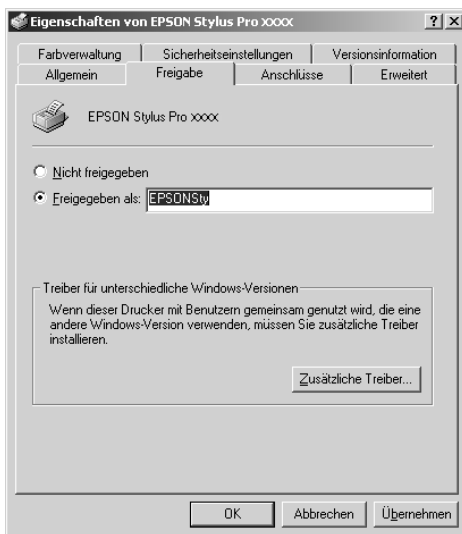 Eigenschaften von EPSON Stylus Pro xxxx
Farbverwaltung Sicherheitseinstellungen Versionsinformation
Allgemein Freigabe Anschlüsse Erweitert
EPSON Stylus Pro xxxx
Nicht freigegeben
Freigegeben als: EPSONSty
Treiber für unterschiedliche Windows-Versionen
Wenn dieser Drucker mit Benutzern gemeinsam genutzt wird, die eine
andere Windows-Version verwenden, müssen Sie zusätzliche Treiber
installieren.
Zusätzliche Treiber...
OK Abbrechen Übernehmen